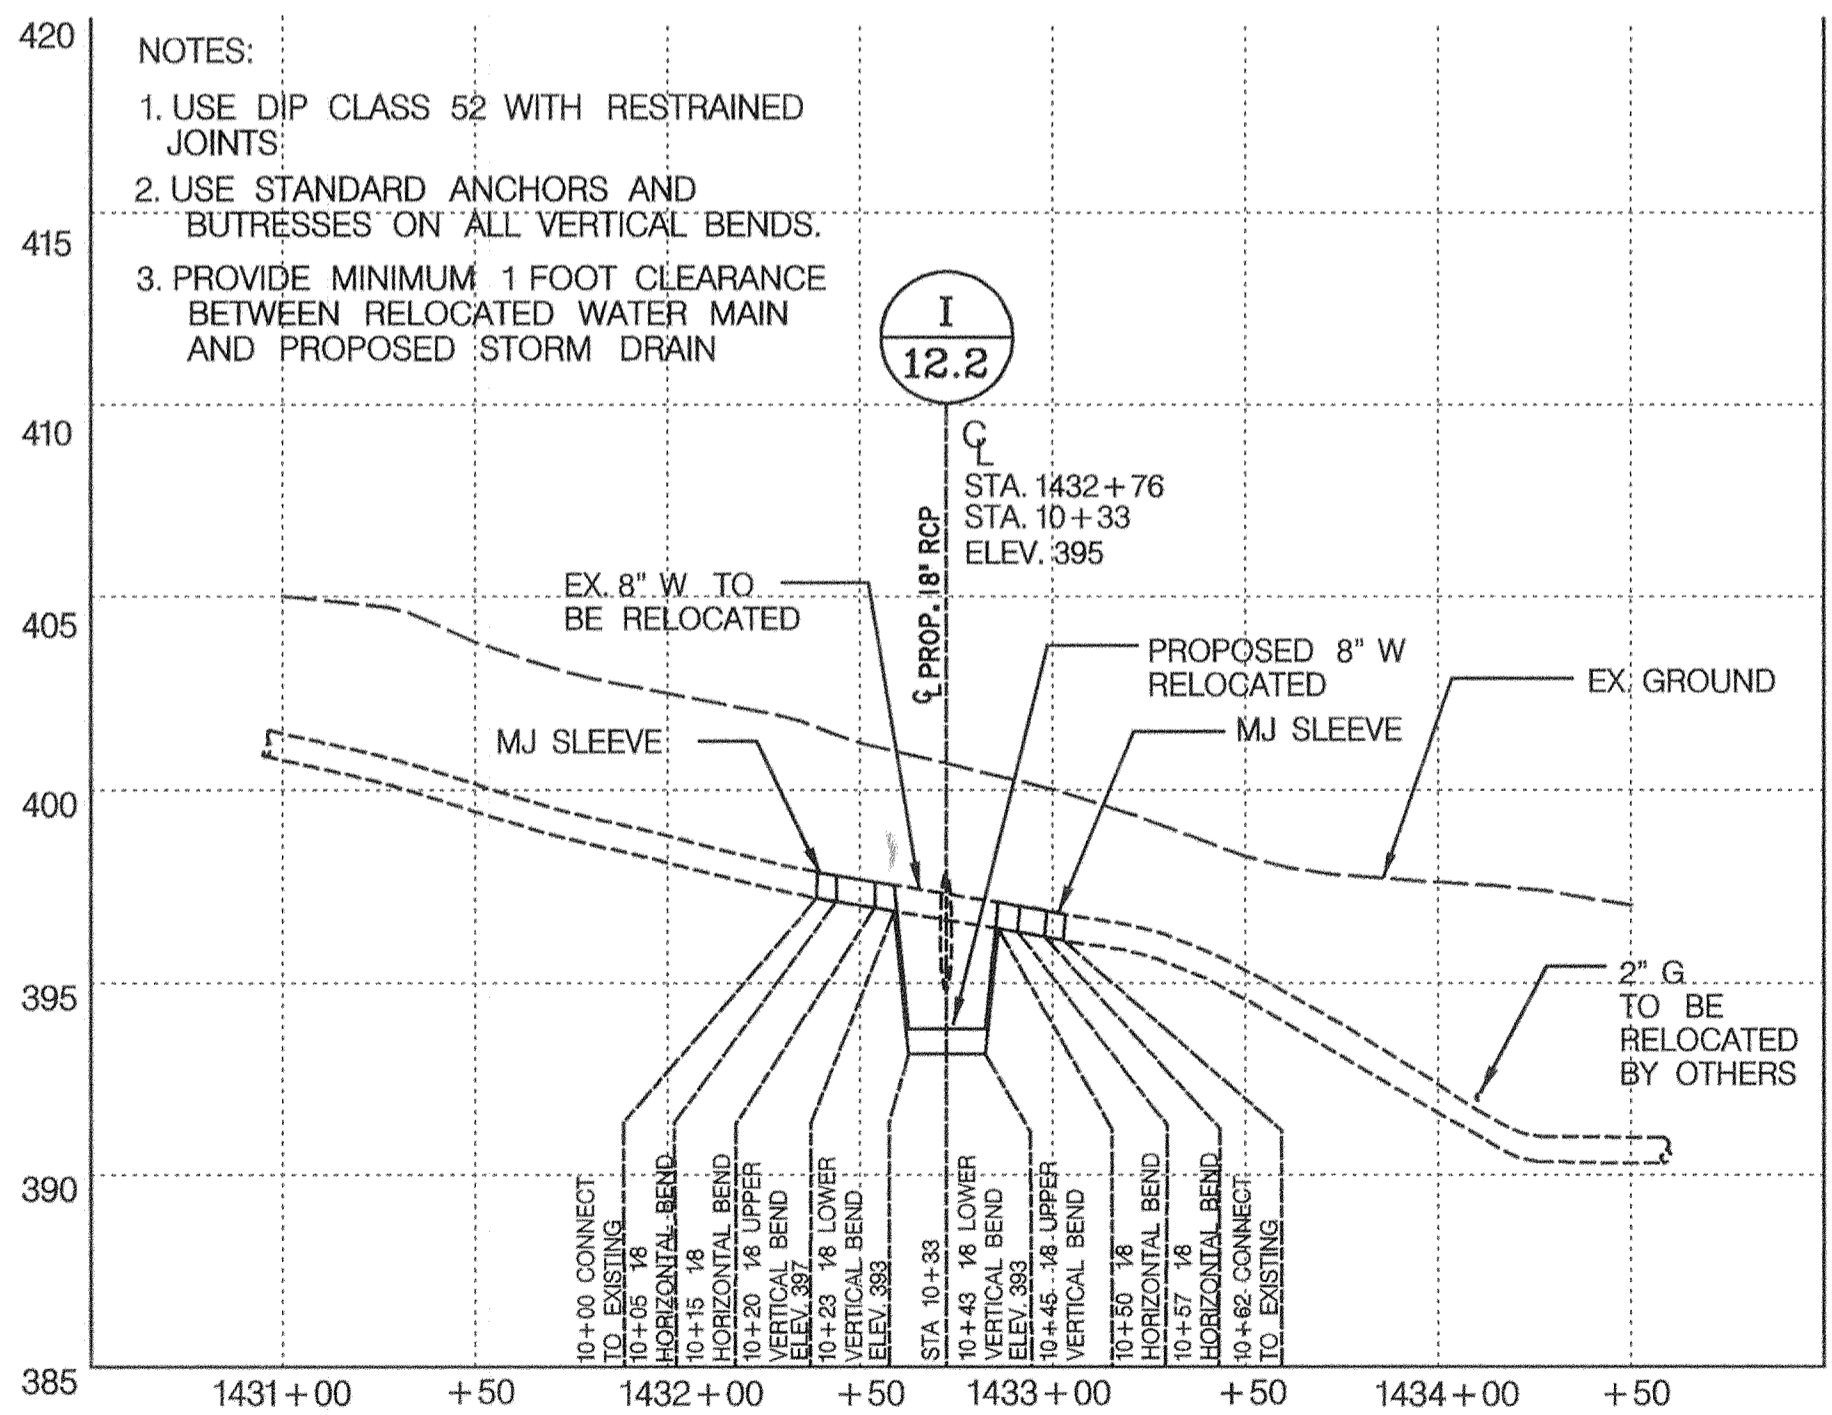 420
NOTES:
1. USE DIP CLASS 52 WITH RESTRAINED
JOINTS
2. USE STANDARD ANCHORS AND
BUTRESSES ON ALL VERTICAL BENDS.
415
3. PROVIDE MINIMUM 1 FOOT CLEARANCE
BETWEEN RELOCATED WATER MAIN
AND PROPOSED STORM DRAIN
I
12.2
410
℄
STA. 1432+76
STA. 10+33
ELEV. 395
℄ PROP. 18" RCP
EX. 8" W TO
BE RELOCATED
405
PROPOSED 8" W
RELOCATED
EX. GROUND
MJ SLEEVE
MJ SLEEVE
400
395
2" G
TO BE
RELOCATED
BY OTHERS
390
10+00 CONNECT
TO EXISTING
10+05 1/8
HORIZONTAL BEND
10+15 1/8
HORIZONTAL BEND
10+20 1/8 UPPER
VERTICAL BEND
ELEV. 397
10+23 1/8 LOWER
VERTICAL BEND
ELEV. 393
STA 10+33
10+43 1/8 LOWER
VERTICAL BEND
ELEV. 393
10+45 1/8 UPPER
VERTICAL BEND
10+50 1/8
HORIZONTAL BEND
10+57 1/8
HORIZONTAL BEND
10+62 CONNECT
TO EXISTING
385
1431+00 +50 1432+00 +50 1433+00 +50 1434+00 +50